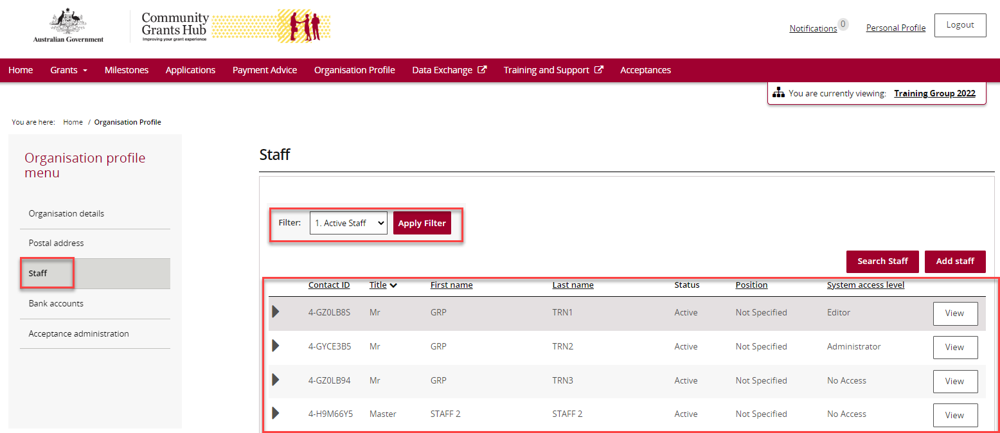 Australian Government
Community
Grants Hub
Improving your grant experience
Notifications 0 Personal Profile Logout
Home Grants Milestones Applications Payment Advice Organisation Profile Data Exchange Training and Support Acceptances
You are currently viewing: Training Group 2022
You are here: Home / Organisation Profile
Organisation profile
menu
Organisation details
Postal address
Staff
Bank accounts
Acceptance administration
Staff
Filter: 1. Active Staff Apply Filter
Search Staff Add staff
Contact ID Title First name Last name Status Position System access level
4-GZ0LB8S Mr GRP TRN1 Active Not Specified Editor View
4-GYCE3B5 Mr GRP TRN2 Active Not Specified Administrator View
4-GZ0LB94 Mr GRP TRN3 Active Not Specified No Access View
4-H9M66Y5 Master STAFF 2 STAFF 2 Active Not Specified No Access View